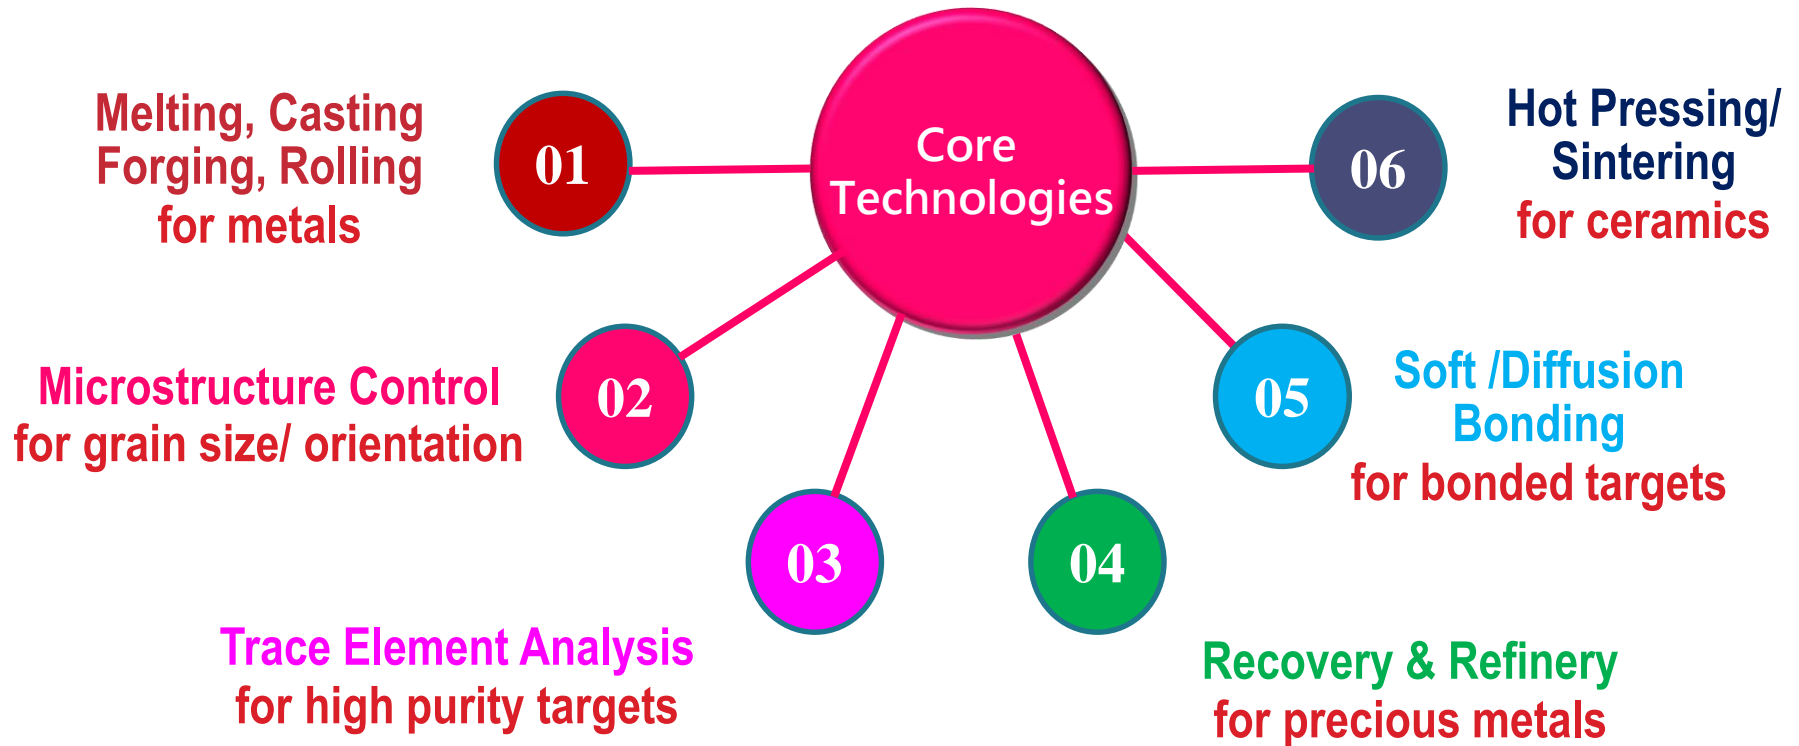 Core
Technologies
01
Melting, Casting
Forging, Rolling
for metals
02
Microstructure Control
for grain size/ orientation
03
Trace Element Analysis
for high purity targets
04
Recovery & Refinery
for precious metals
05
Soft /Diffusion
Bonding
for bonded targets
06
Hot Pressing/
Sintering
for ceramics